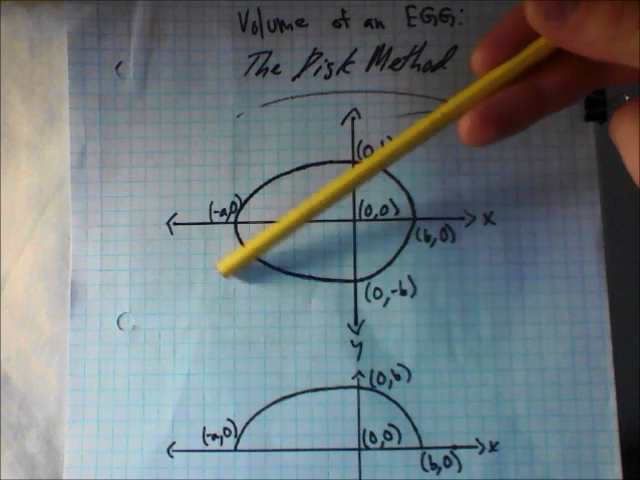 Volume of an EGG:
The Disk Method
(-a,0)
(0,0)
x
(b,0)
(0,-b)
y
(0,b)
(-a,0)
(0,0)
x
(b,0)